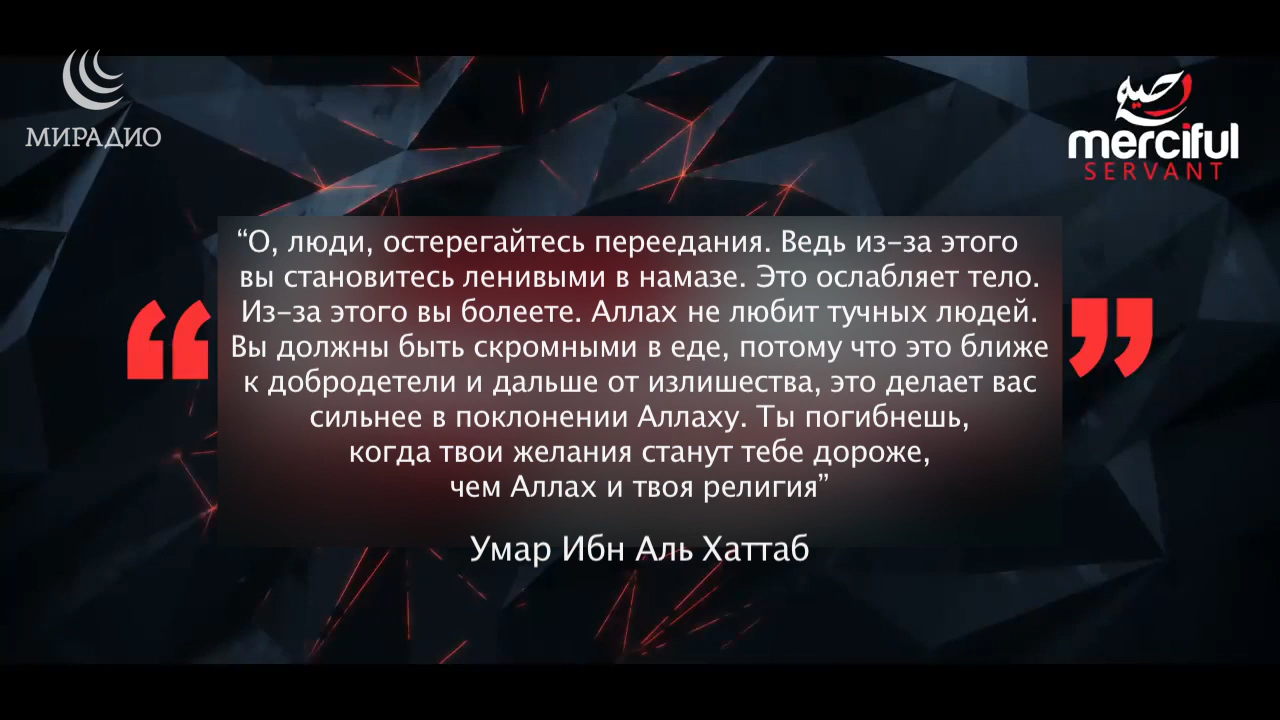 МИРАДИО
merciful
SERVANT
“О, люди, остерегайтесь переедания. Ведь из-за этого
вы становитесь ленивыми в намазе. Это ослабляет тело.
Из-за этого вы болеете. Аллах не любит тучных людей.
Вы должны быть скромными в еде, потому что это ближе
к добродетели и дальше от излишества, это делает вас
сильнее в поклонении Аллаху. Ты погибнешь,
когда твои желания станут тебе дороже,
чем Аллах и твоя религия”
Умар Ибн Аль Хаттаб